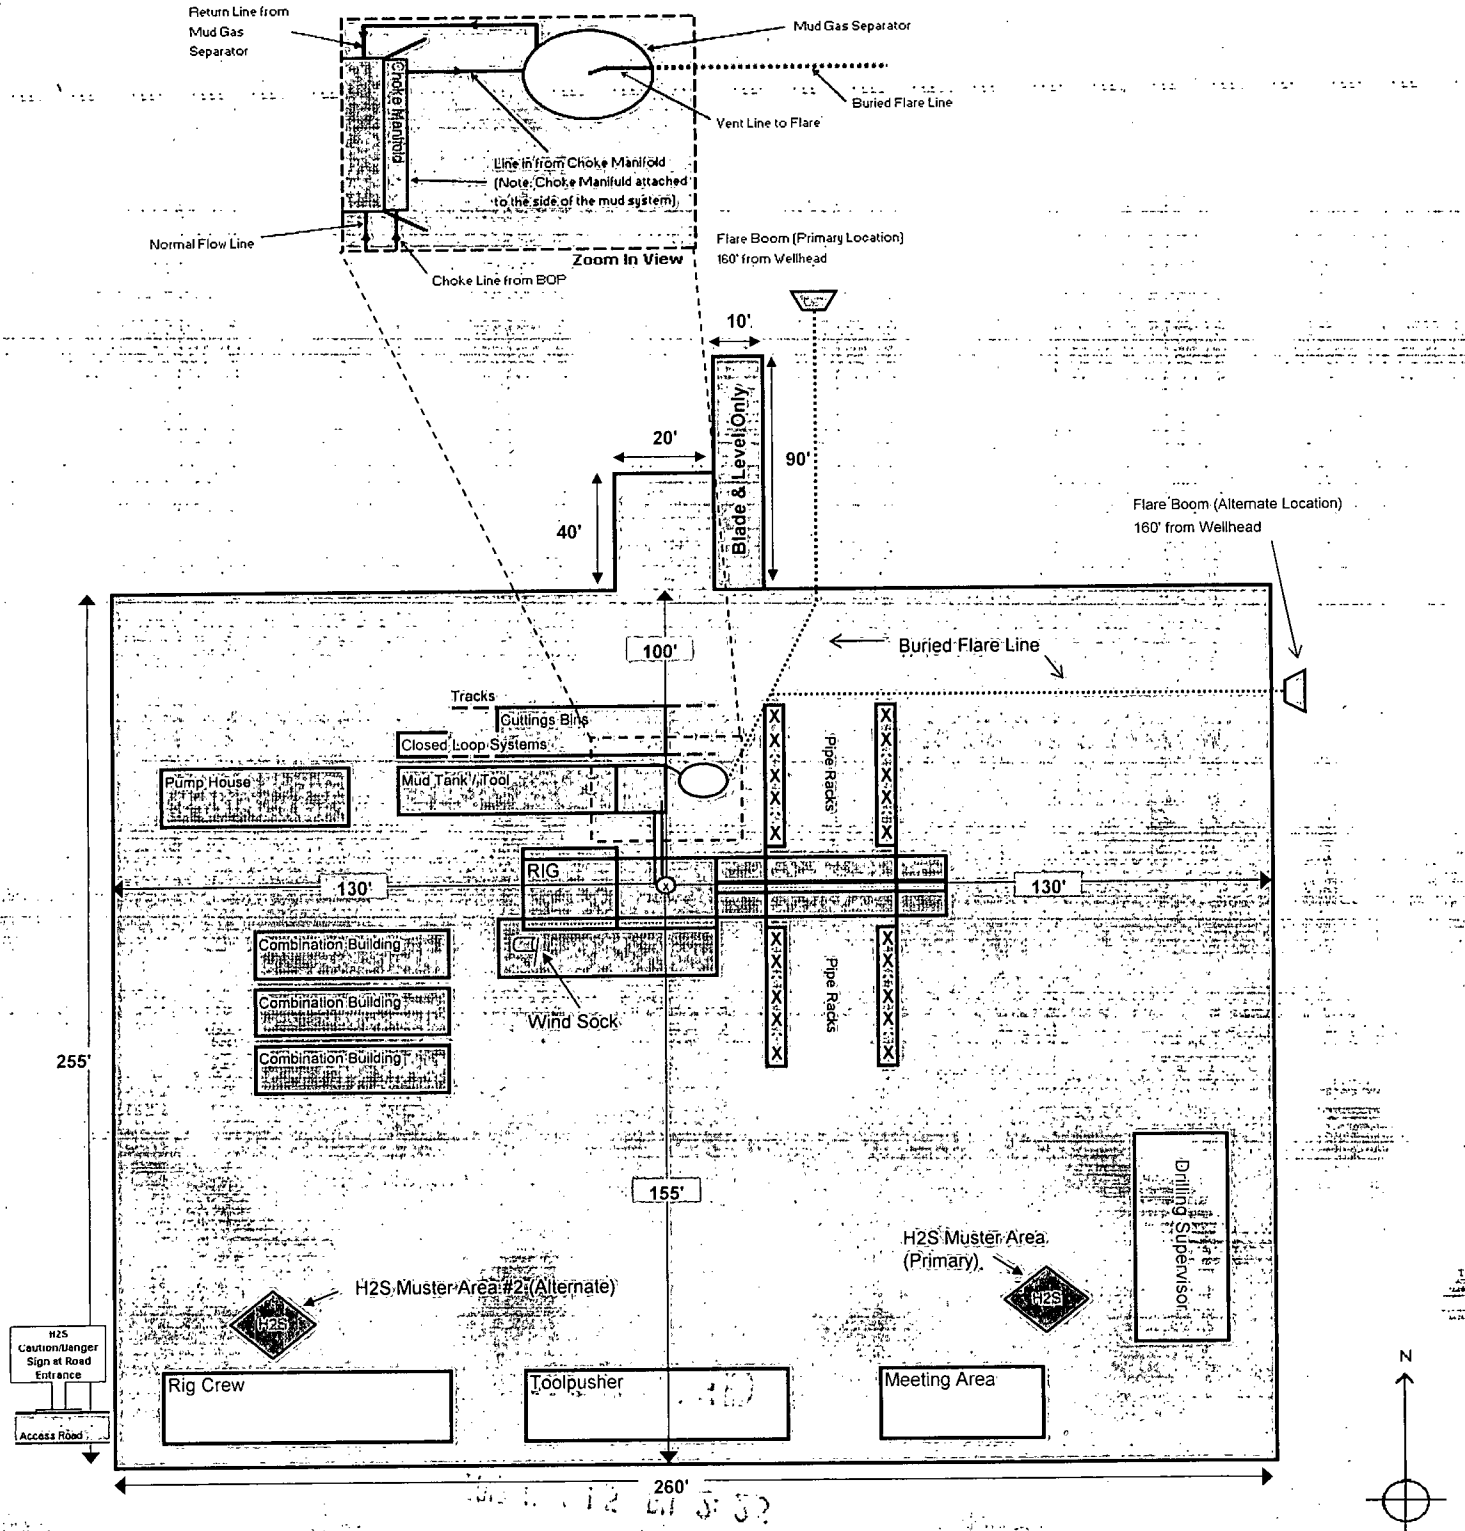 Return Line from
Mud Gas
Separator
Mud Gas Separator
Buried Flare Line
Vent Line to Flare
Choke Manifold
Line in from Choke Manifold
(Note: Choke Manifuld attached
to the side of the mud system)
Normal Flow Line
Choke Line from BOP
Zoom In View
Flare Boom (Primary Location)
160' from Wellhead
10'
20'
Blade & Level Only
90'
40'
Flare Boom (Alternate Location)
160' from Wellhead
100'
Buried Flare Line
Tracks
Cuttings Bins
Closed Loop Systems
Pump House
Mud Tank / Tool
X
X
X
X
X
Pipe Racks
X
X
X
X
X
RIG
X
130'
130'
Combination Building
Combination Building
Combination Building
Wind Sock
X
X
X
X
X
Pipe Racks
X
X
X
X
X
255'
155'
Drilling Supervisor
H2S Muster Area
(Primary)
H2S
H2S Muster Area #2 (Alternate)
H2S
H2S
Caution/Danger
Sign at Road
Entrance
Access Road
Rig Crew
Toolpusher
Meeting Area
N
260'